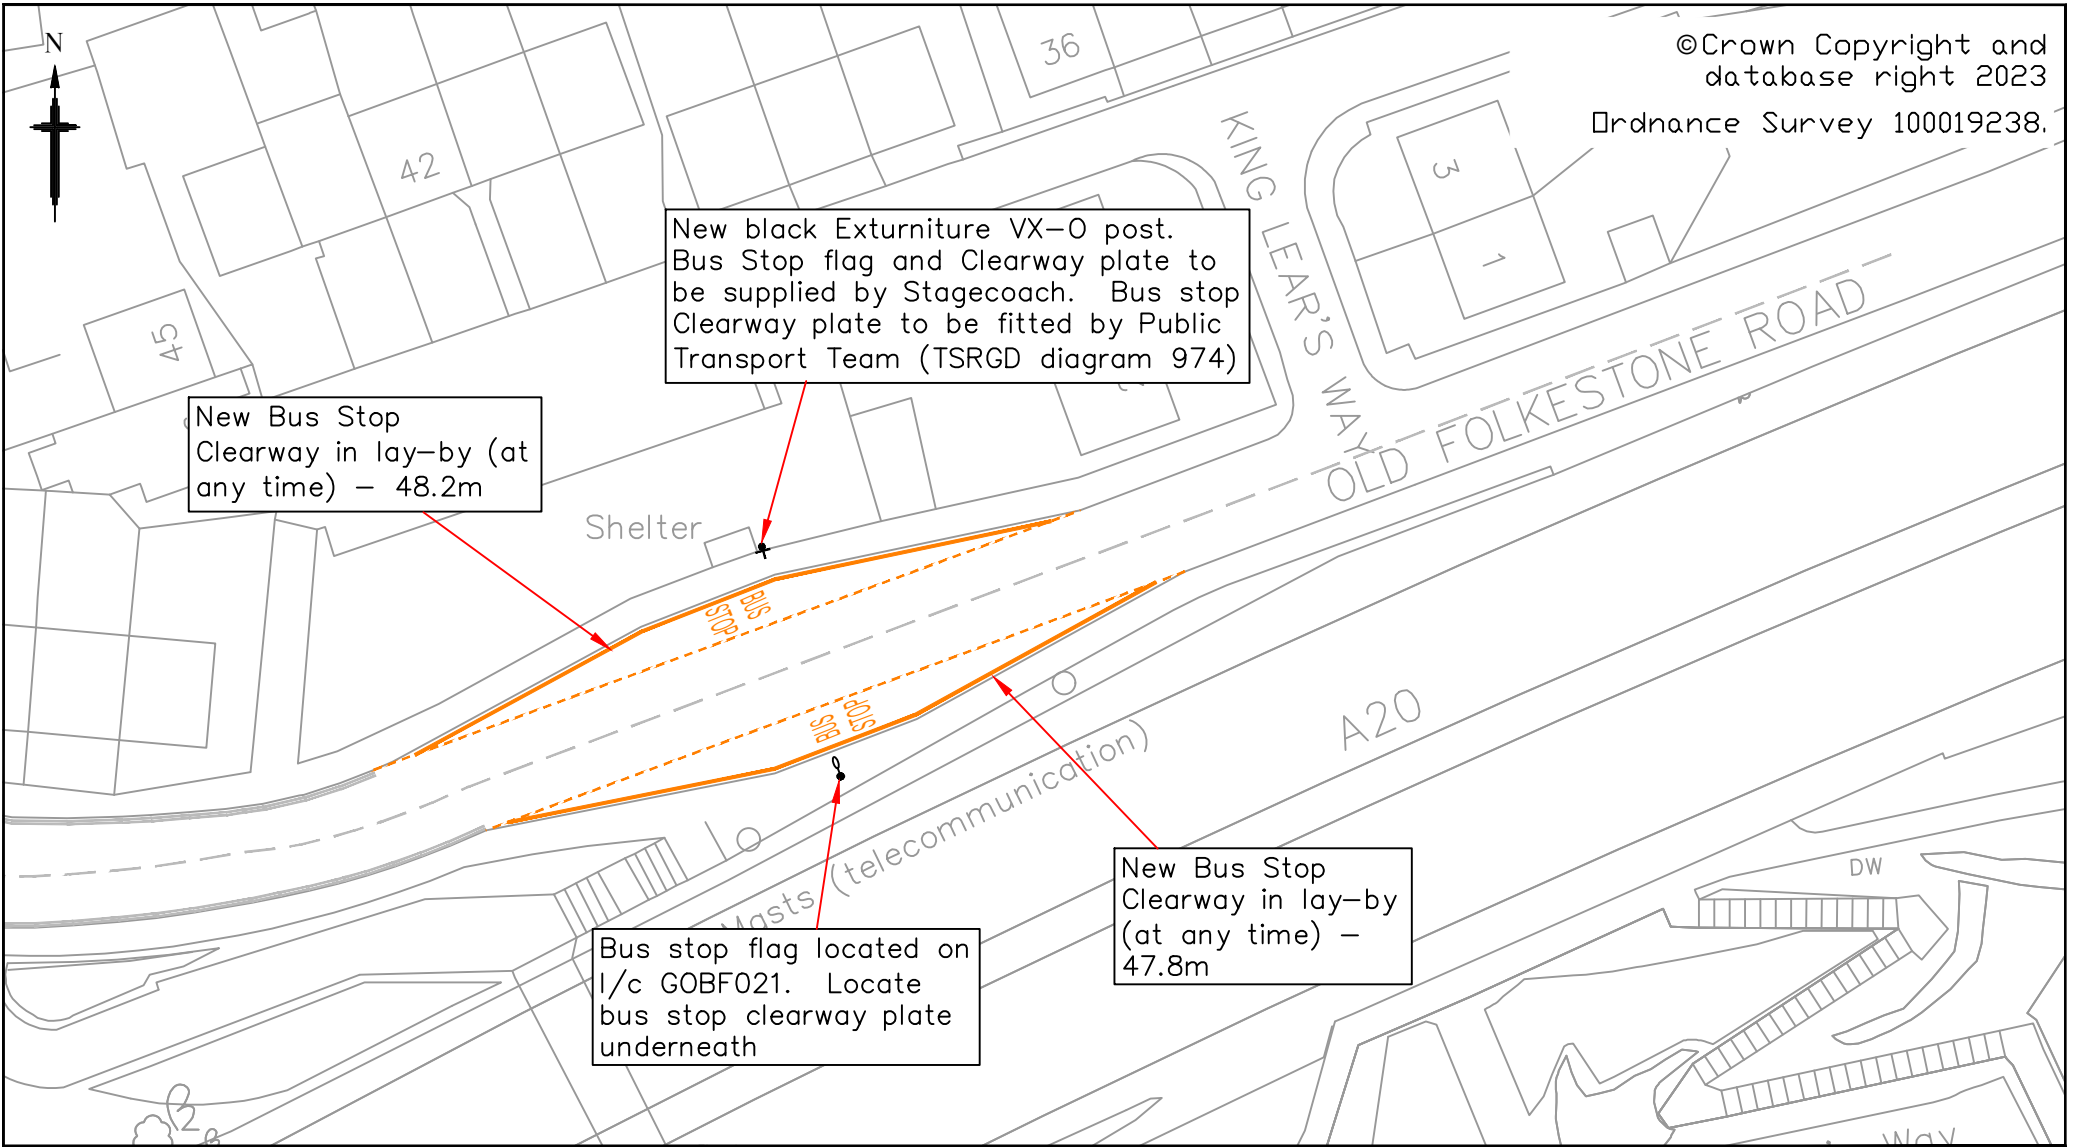 N
©Crown Copyright and
database right 2023
Ordnance Survey 100019238.
36
42
45
3
1
KING LEAR'S WAY
OLD FOLKESTONE ROAD
New black Exturniture VX-O post.
Bus Stop flag and Clearway plate to
be supplied by Stagecoach. Bus stop
Clearway plate to be fitted by Public
Transport Team (TSRGD diagram 974)
New Bus Stop
Clearway in lay-by (at
any time) - 48.2m
Shelter
BUS
STOP
BUS
STOP
A20
Masts (telecommunication)
New Bus Stop
Clearway in lay-by
(at any time) -
47.8m
Bus stop flag located on
l/c GOBF021. Locate
bus stop clearway plate
underneath
DW
Way